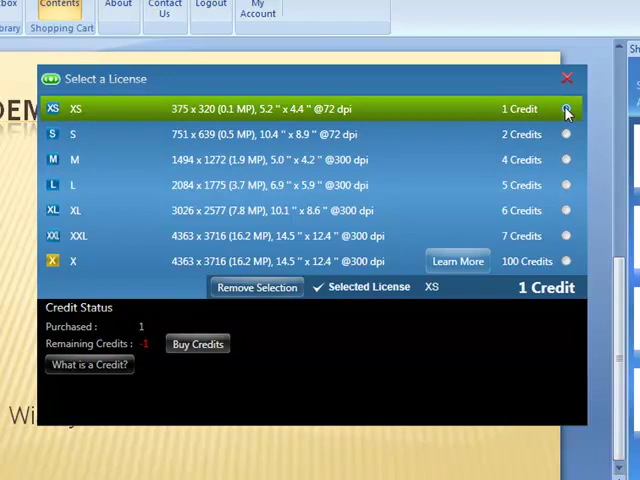 Contents
About
Contact Us
Logout
My Account
Shopping Cart
Select a License
XS XS 375 x 320 (0.1 MP), 5.2 '' x 4.4 '' @72 dpi 1 Credit
S S 751 x 639 (0.5 MP), 10.4 '' x 8.9 '' @72 dpi 2 Credits
M M 1494 x 1272 (1.9 MP), 5.0 '' x 4.2 '' @300 dpi 4 Credits
L L 2084 x 1775 (3.7 MP), 6.9 '' x 5.9 '' @300 dpi 5 Credits
XL XL 3026 x 2577 (7.8 MP), 10.1 '' x 8.6 '' @300 dpi 6 Credits
XXL XXL 4363 x 3716 (16.2 MP), 14.5 '' x 12.4 '' @300 dpi 7 Credits
X X 4363 x 3716 (16.2 MP), 14.5 '' x 12.4 '' @300 dpi Learn More 100 Credits
Remove Selection Selected License XS 1 Credit
Credit Status
Purchased : 1
Remaining Credits : -1 Buy Credits
What is a Credit?